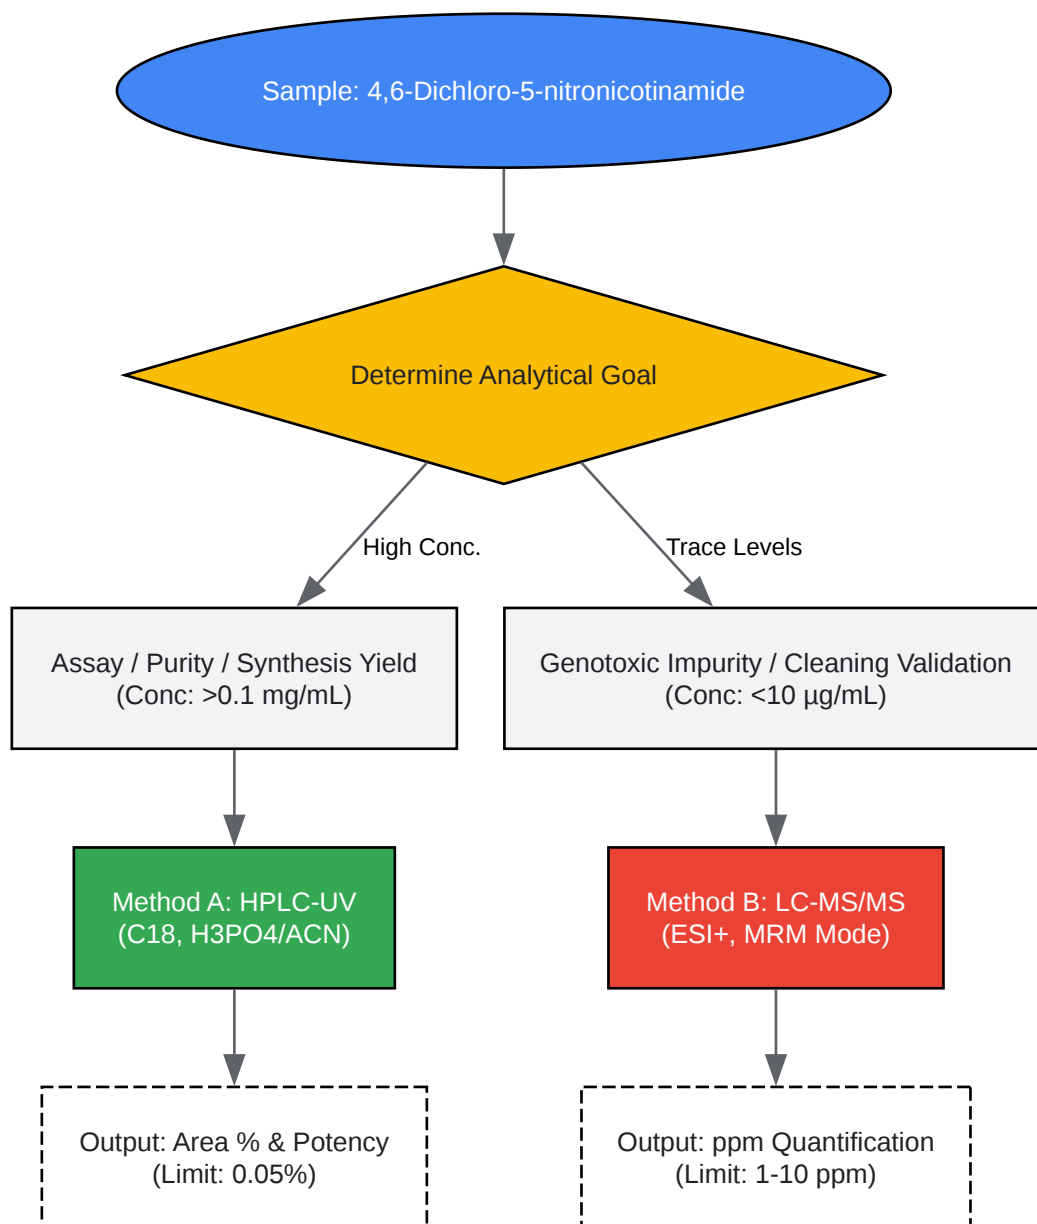 Sample: 4,6-Dichloro-5-nitronicotinamide
Determine Analytical Goal
High Conc.
Trace Levels
Assay / Purity / Synthesis Yield
(Conc: >0.1 mg/mL)
Genotoxic Impurity / Cleaning Validation
(Conc: <10 µg/mL)
Method A: HPLC-UV
(C18, H3PO4/ACN)
Method B: LC-MS/MS
(ESI+, MRM Mode)
Output: Area % & Potency
(Limit: 0.05%)
Output: ppm Quantification
(Limit: 1-10 ppm)